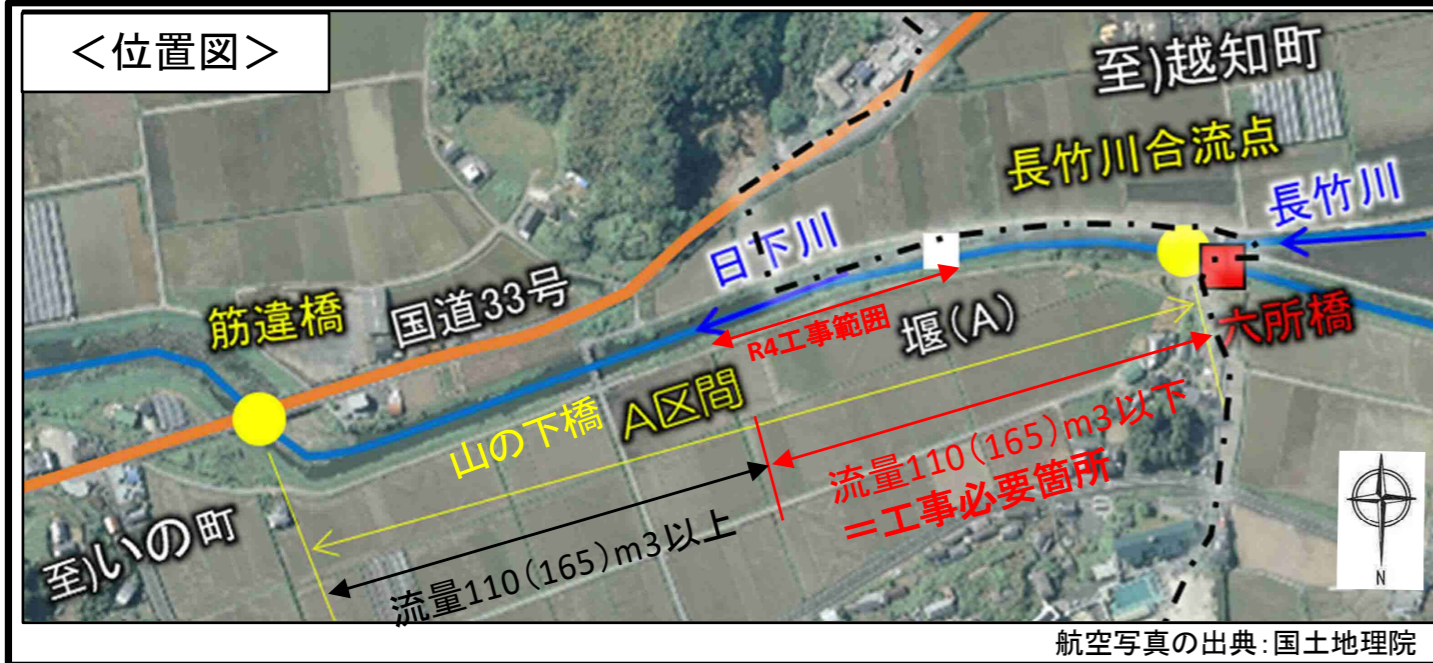 ＜位置図＞
至)越知町
長竹川合流点
長竹川
日下川
筋違橋
国道33号
R4工事範囲
堰(A)
六所橋
山の下橋
A区間
流量110(165)m3以下
＝工事必要箇所
流量110(165)m3以上
至)いの町
N
航空写真の出典:国土地理院